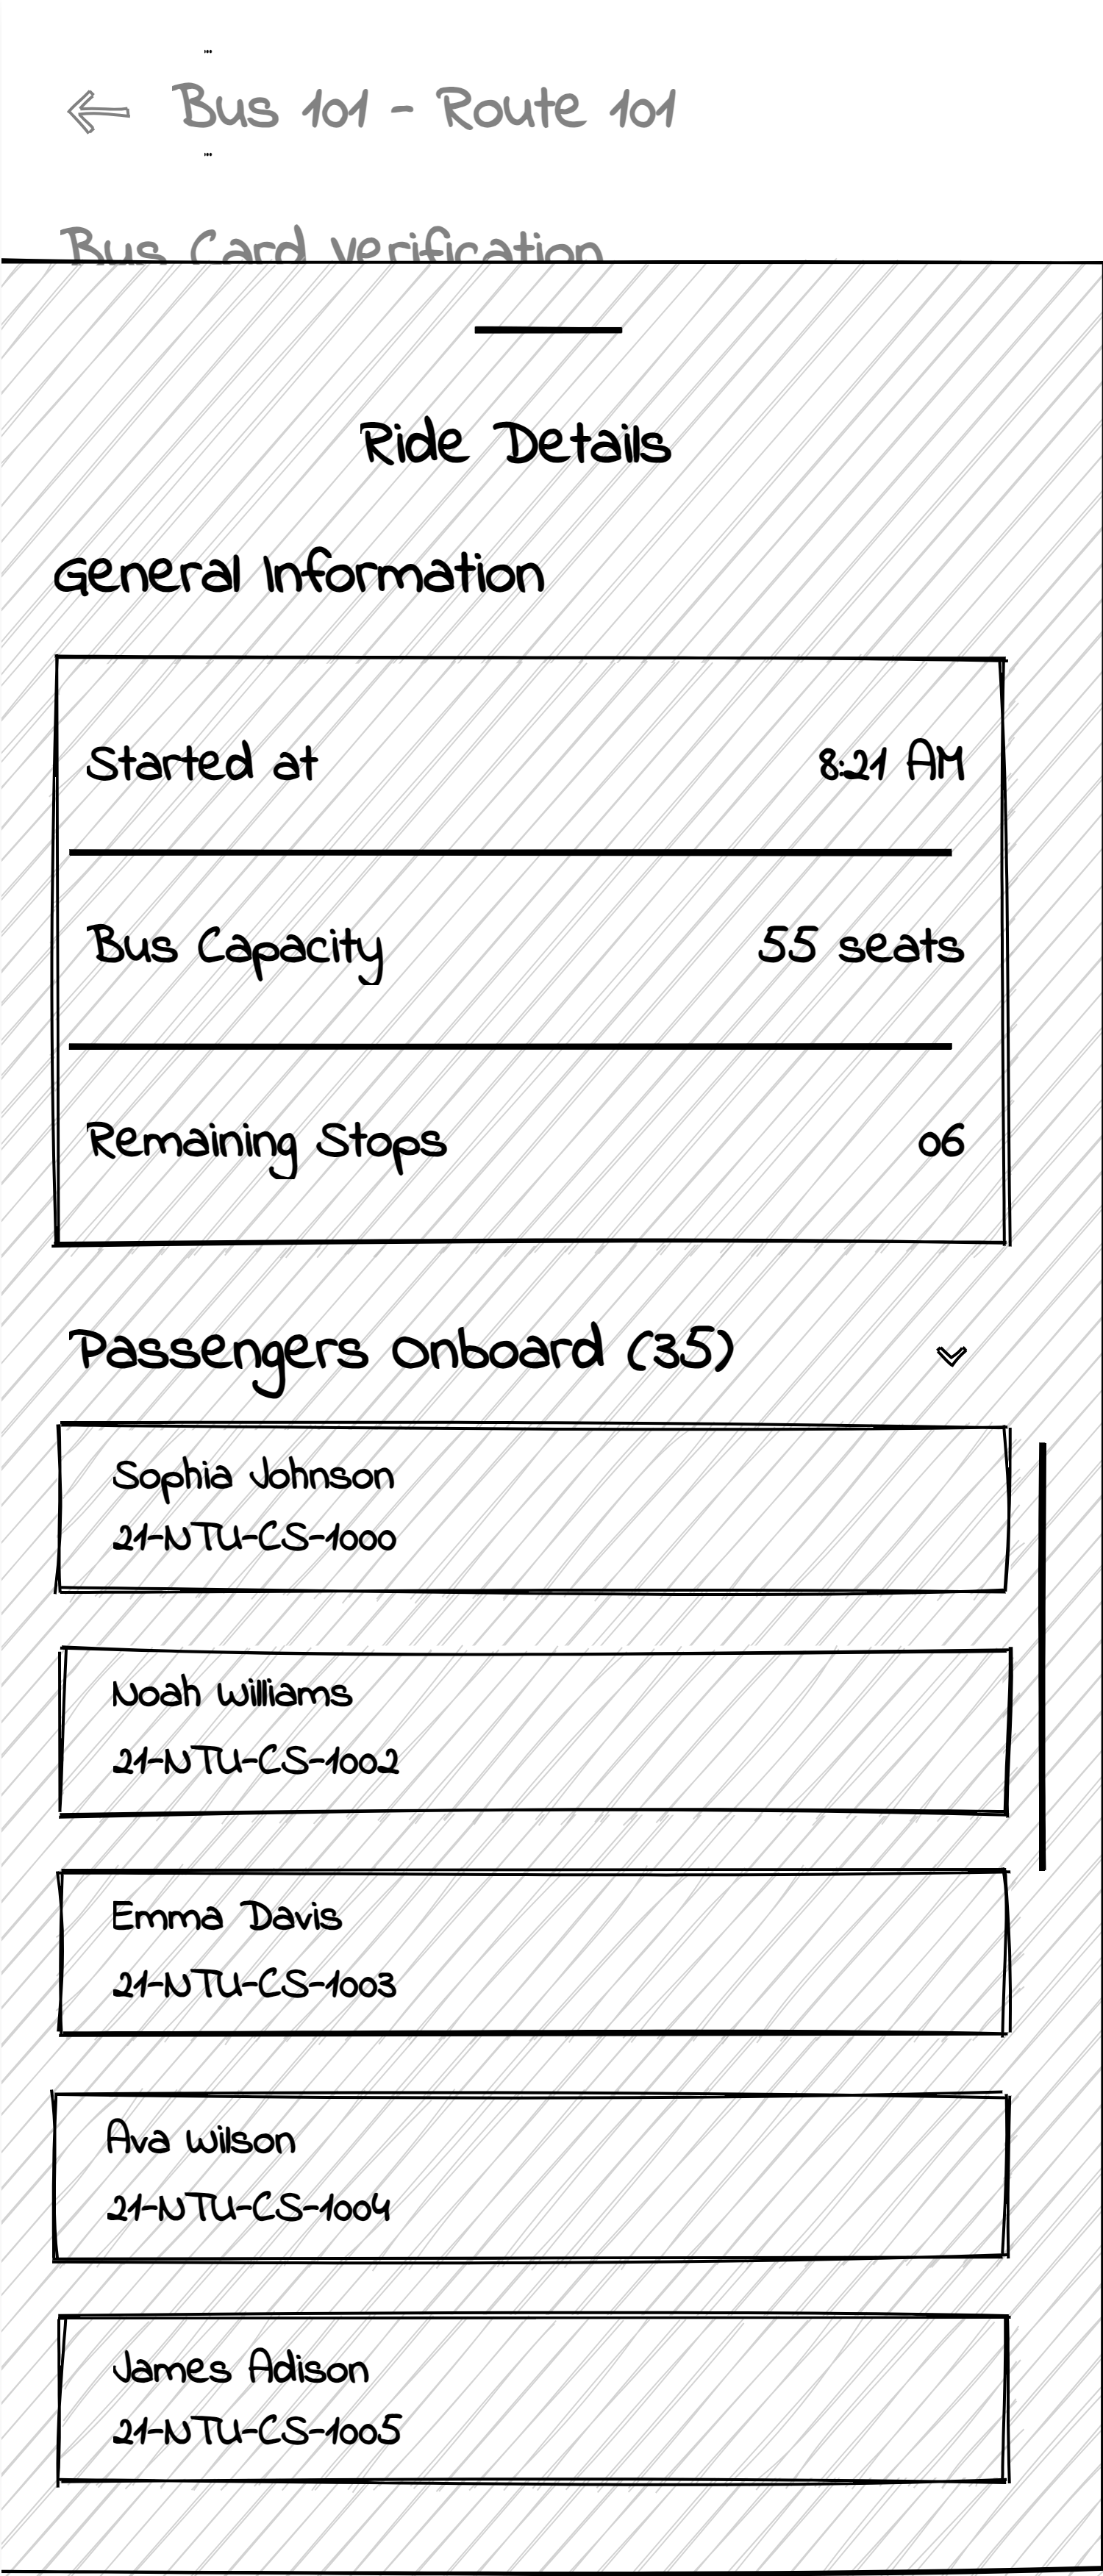 Bus 101 - Route 101
Bus Card Verification
Ride Details
General Information
Started at 8:21 AM
Bus Capacity 55 seats
Remaining Stops 06
Passengers Onboard (35)
Sophia Johnson
21-NTU-CS-1000
Noah Williams
21-NTU-CS-1002
Emma Davis
21-NTU-CS-1003
Ava Wilson
21-NTU-CS-1004
James Adison
21-NTU-CS-1005